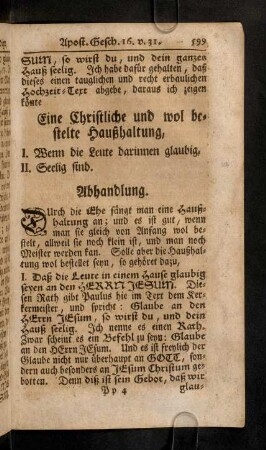 Apost. Gesch. 16. v. 31. 599
SUM, so wirst du, und dein ganzes
Hauß seelig. Ich habe dafür gehalten, daß
dieses einen tauglichen und recht erbaulichen
Hochzeit-Text abgebe, daraus ich zeigen
könte
Eine Christliche und wol be-
stelte Haußhaltung,
I. Wenn die Leute darinnen glaubig,
II. Seelig sind.
Abhandlung.
Durch die Ehe fängt man eine Hauß-
haltung an; und es ist gut, wenn
man sie gleich von Anfang wol be-
stelt, allweil sie noch klein ist, und man noch
Meister werden kan. Solle aber die Haußhal-
tung wol bestellet seyn, so gehöret dazu,
I. Daß die Leute in einem Hause glaubig
seyen an den HERRN JESUM. Die-
sen Rath gibt Paulus hie im Text dem Ker-
kermeister, und spricht: Glaube an den
HErrn JEsum, so wirst du, und dein
Hauß seelig. Ich nenne es einen Rath.
Zwar scheint es ein Befehl zu seyn: Glaube
an den HErrn JEsum. Und es ist freylich der
Glaube nicht nur überhaupt an GOTT, son-
dern auch besonders an JEsum Christum ge-
botten. Denn diß ist sein Gebot, daß wir
Pp 4 glau-